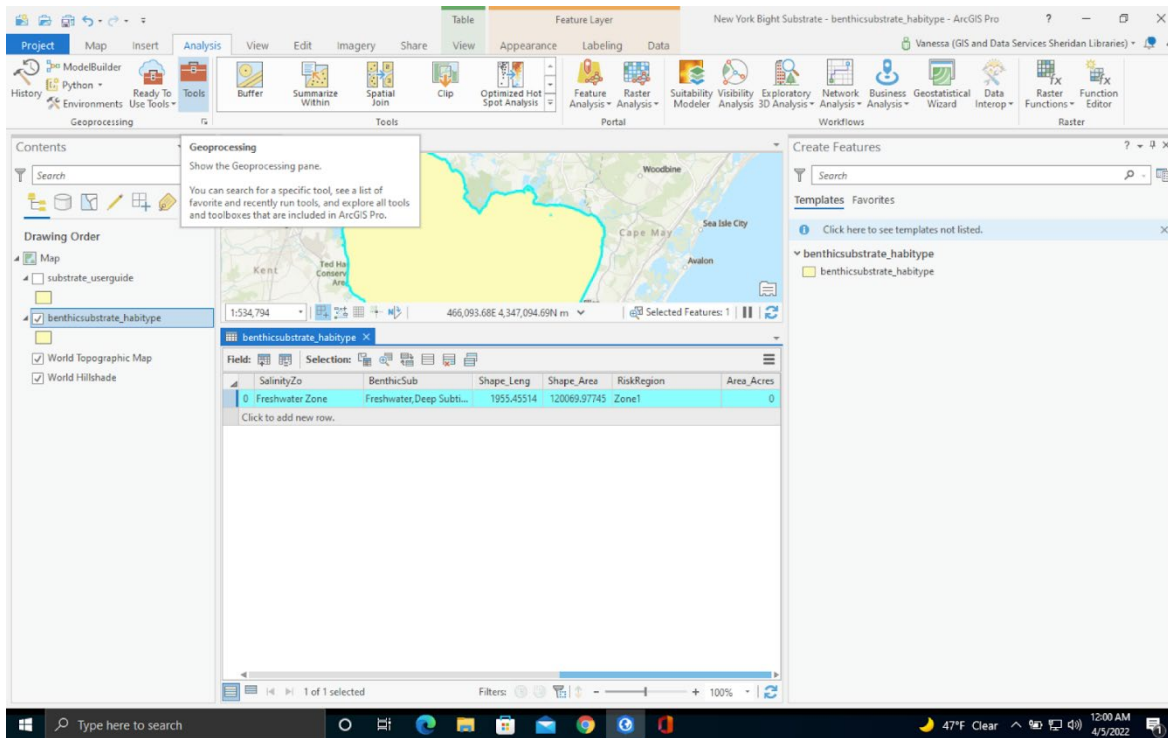 Table
Feature Layer
New York Bight Substrate - benthicsubstrate_habitype - ArcGIS Pro
?
Project
Map
Insert
Analysis
View
Edit
Imagery
Share
View
Appearance
Labeling
Data
Vanessa (GIS and Data Services Sheridan Libraries)
History
ModelBuilder
Python
Environments
Ready To
Use Tools
Tools
Buffer
Summarize
Within
Spatial
Join
Clip
Optimized Hot
Spot Analysis
Feature
Analysis
Raster
Analysis
Suitability
Modeler
Visibility
Analysis
Exploratory
3D Analysis
Network
Analysis
Business
Analysis
Geostatistical
Wizard
Data
Interop
Raster
Functions
Function
Editor
Geoprocessing
Tools
Portal
Workflows
Raster
Contents
Search
Drawing Order
Map
substrate_userguide
benthicsubstrate_habitype
World Topographic Map
World Hillshade
Geoprocessing
Show the Geoprocessing pane.
You can search for a specific tool, see a list of
favorite and recently run tools, and explore all tools
and toolboxes that are included in ArcGIS Pro.
Woodbine
Sea Isle City
Cape May
Avalon
Kent
Ted Ha
Conserv
Are
1:534,794
466,093.68E 4,347,094.69N m
Selected Features: 1
benthicsubstrate_habitype
Field:
Selection:
SalinityZo BenthicSub Shape_Leng Shape_Area RiskRegion Area_Acres
0 Freshwater Zone Freshwater,Deep Subti... 1955.45514 120069.97745 Zone1 0
Click to add new row.
1 of 1 selected
Filters:
100%
Create Features
?
Search
Templates Favorites
Click here to see templates not listed.
benthicsubstrate_habitype
benthicsubstrate_habitype
Type here to search
47°F Clear
12:00 AM
4/5/2022